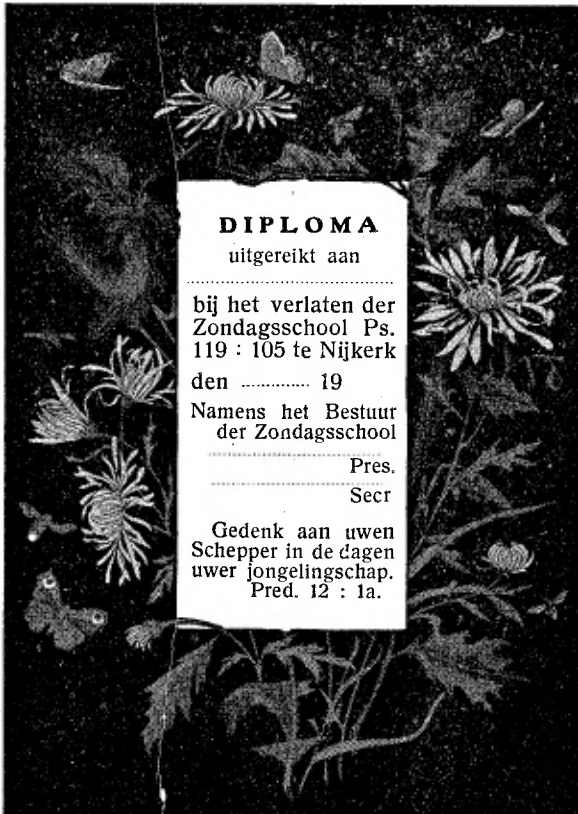 DIPLOMA
uitgereikt aan
bij het verlaten der
Zondagsschool Ps.
119 : 105 te Nijkerk
den ............. 19
Namens het Bestuur
der Zondagsschool
Pres.
Secr
Gedenk aan uwen
Schepper in de dagen
uwer jongelingschap.
Pred. 12 : 1a.